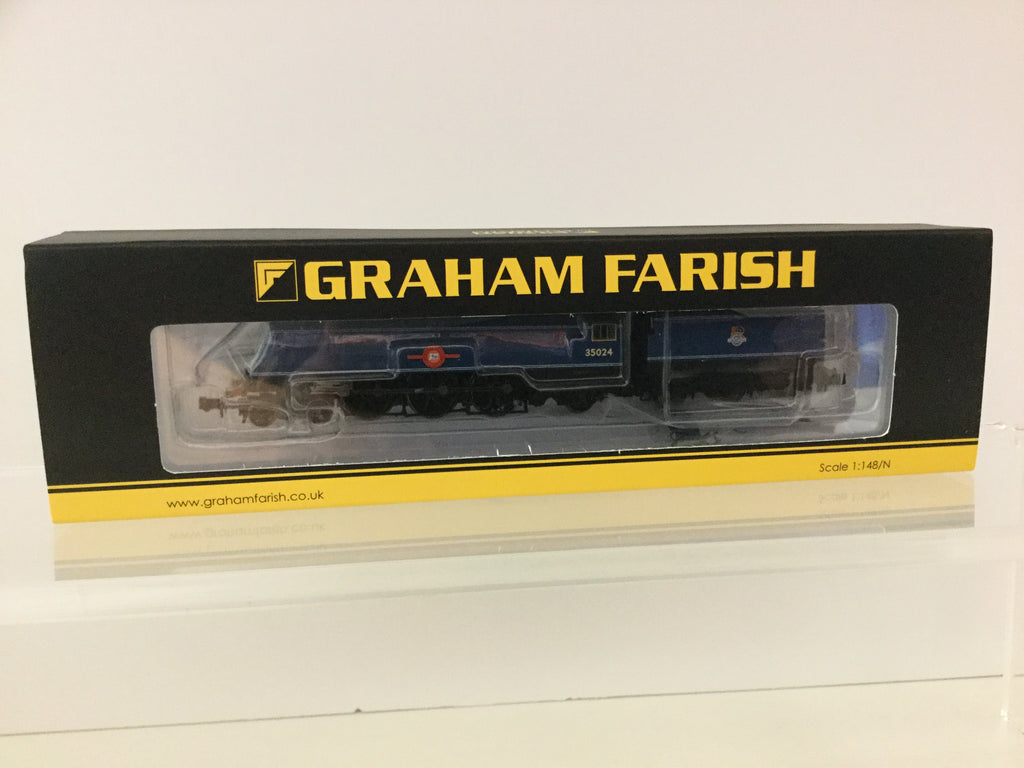 GRAHAM FARISH
35024
Scale 1:148/N
www.grahamfarish.co.uk